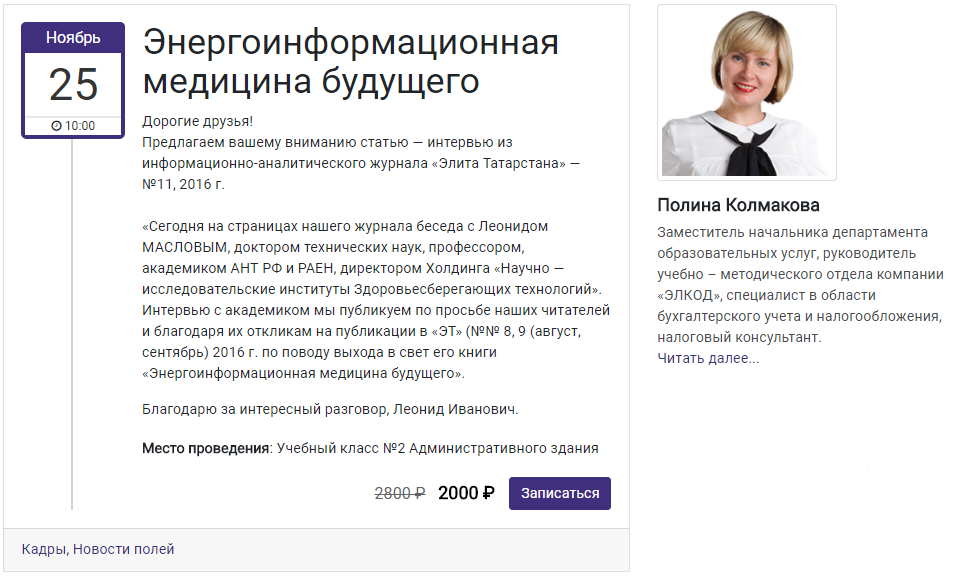 Ноябрь
25
10:00
Энергоинформационная
медицина будущего
Дорогие друзья!
Предлагаем вашему вниманию статью — интервью из
информационно-аналитического журнала «Элита Татарстана» —
№11, 2016 г.
«Сегодня на страницах нашего журнала беседа с Леонидом
МАСЛОВЫМ, доктором технических наук, профессором,
академиком АНТ РФ и РАЕН, директором Холдинга «Научно —
исследовательские институты Здоровьесберегающих технологий».
Интервью с академиком мы публикуем по просьбе наших читателей
и благодаря их откликам на публикации в «ЭТ» (№№ 8, 9 (август,
сентябрь) 2016 г. по поводу выхода в свет его книги
«Энергоинформационная медицина будущего».
Благодарю за интересный разговор, Леонид Иванович.
Место проведения: Учебный класс №2 Административного здания
2800 ₽ 2000 ₽ Записаться
Кадры, Новости полей
Полина Колмакова
Заместитель начальника департамента
образовательных услуг, руководитель
учебно – методического отдела компании
«ЭЛКОД», специалист в области
бухгалтерского учета и налогообложения,
налоговый консультант.
Читать далее...